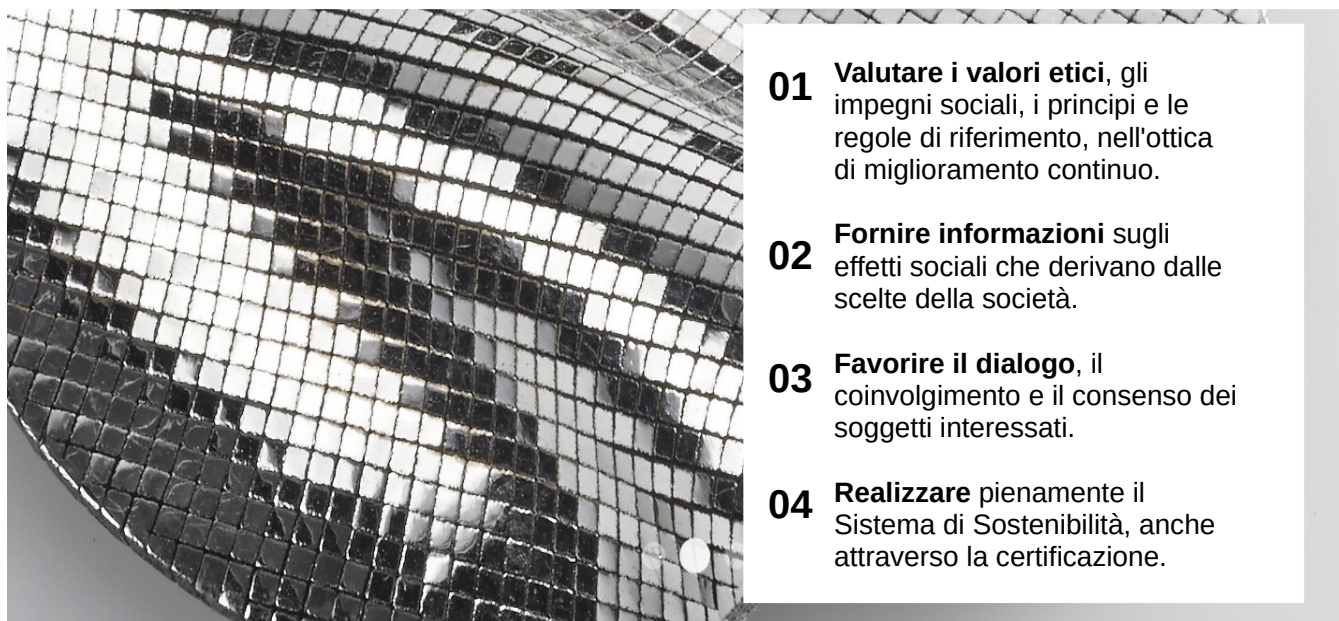 01
Valutare i valori etici, gli
impegni sociali, i principi e le
regole di riferimento, nell'ottica
di miglioramento continuo.
02
Fornire informazioni sugli
effetti sociali che derivano dalle
scelte della società.
03
Favorire il dialogo, il
coinvolgimento e il consenso dei
soggetti interessati.
04
Realizzare pienamente il
Sistema di Sostenibilità, anche
attraverso la certificazione.